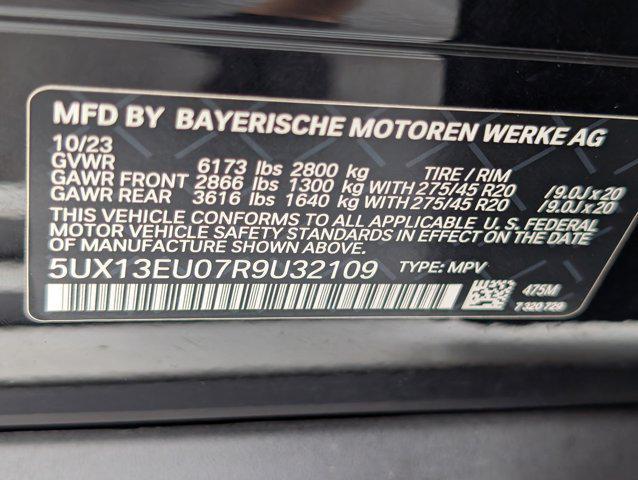 MFD BY BAYERISCHE MOTOREN WERKE AG
10/23
GVWR 6173 lbs 2800 kg TIRE / RIM
GAWR FRONT 2866 lbs 1300 kg WITH 275/45 R20 /9.0J x 20
GAWR REAR 3616 lbs 1640 kg WITH 275/45 R20 /9.0J x 20
THIS VEHICLE CONFORMS TO ALL APPLICABLE U. S. FEDERAL
MOTOR VEHICLE SAFETY STANDARDS IN EFFECT ON THE DATE
OF MANUFACTURE SHOWN ABOVE.
5UX13EU07R9U32109 TYPE: MPV
475M
7 320 729